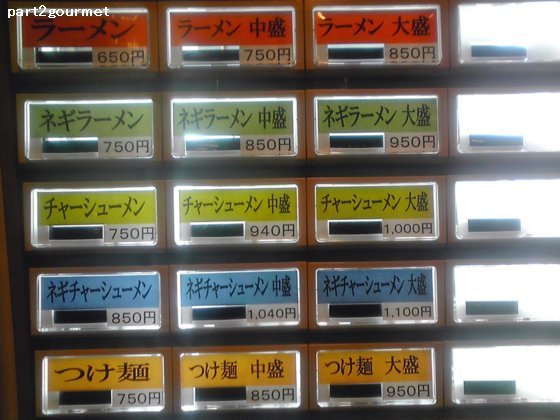 part2gourmet
ラーメン
650円
ラーメン 中盛
750円
ラーメン 大盛
850円
ネギラーメン
750円
ネギラーメン 中盛
850円
ネギラーメン 大盛
950円
チャーシューメン
750円
チャーシューメン 中盛
940円
チャーシューメン 大盛
1,000円
ネギチャーシューメン
850円
ネギチャーシューメン 中盛
1,040円
ネギチャーシューメン 大盛
1,100円
つけ麺
750円
つけ麺 中盛
850円
つけ麺 大盛
950円